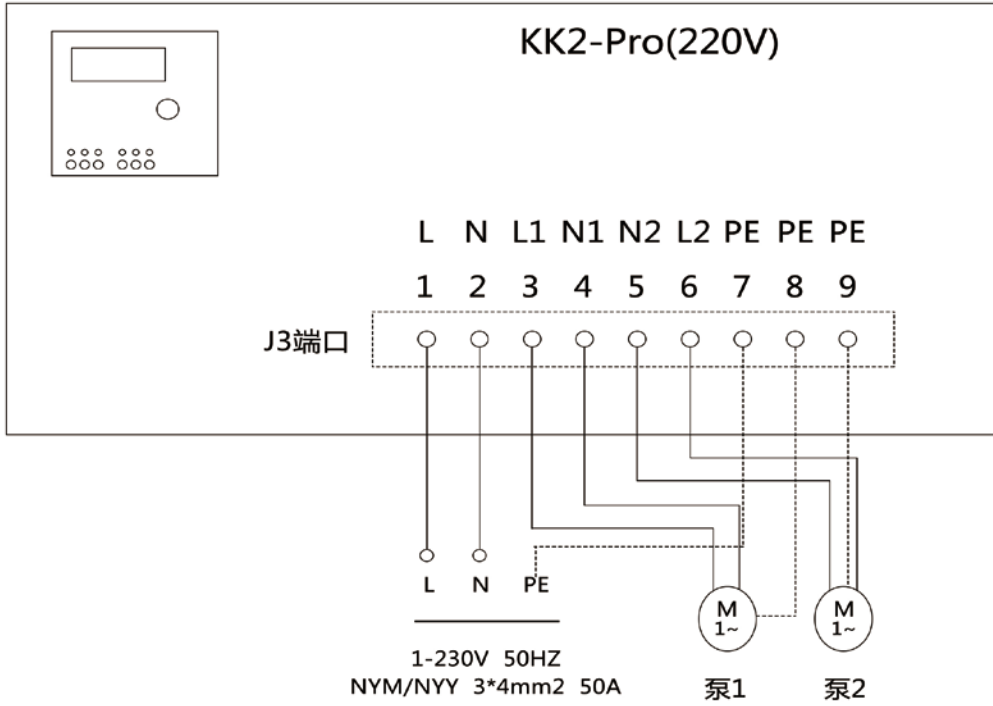 KK2-Pro(220V)
L N L1 N1 N2 L2 PE PE PE
1 2 3 4 5 6 7 8 9
J3端口
L N PE
M
1~
M
1~
1-230V 50HZ
NYM/NYY 3*4mm2 50A
泵1
泵2